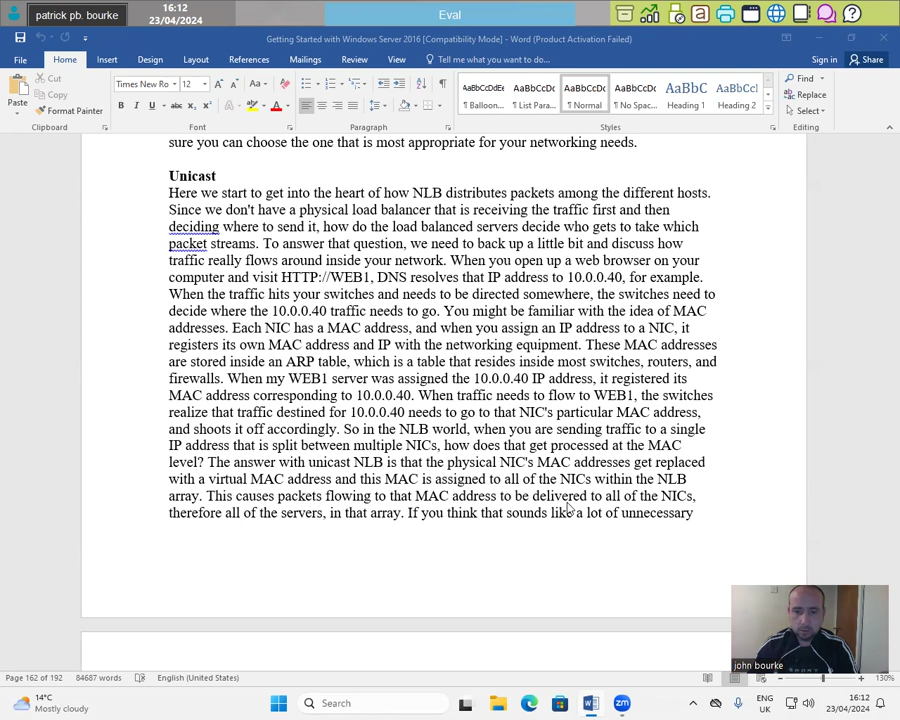 patrick pb. bourke
16:12
23/04/2024
Eval
Getting Started with Windows Server 2016 [Compatibility Mode] - Word (Product Activation Failed)
File Home Insert Design Layout References Mailings Review View Tell me what you want to do... Sign in Share
Paste
Cut
Copy
Format Painter
Times New Ro 12
AaBbCcDdEe AaBbCcDc AaBbCcDc AaBbCcDc AaBbC AaBbCcl
¶ Balloon... ¶ List Para... ¶ Normal ¶ No Spac... Heading 1 Heading 2
Find
Replace
Select
Clipboard Font Paragraph Styles Editing
sure you can choose the one that is most appropriate for your networking needs.
Unicast
Here we start to get into the heart of how NLB distributes packets among the different hosts.
Since we don't have a physical load balancer that is receiving the traffic first and then
deciding where to send it, how do the load balanced servers decide who gets to take which
packet streams. To answer that question, we need to back up a little bit and discuss how
traffic really flows around inside your network. When you open up a web browser on your
computer and visit HTTP://WEB1, DNS resolves that IP address to 10.0.0.40, for example.
When the traffic hits your switches and needs to be directed somewhere, the switches need to
decide where the 10.0.0.40 traffic needs to go. You might be familiar with the idea of MAC
addresses. Each NIC has a MAC address, and when you assign an IP address to a NIC, it
registers its own MAC address and IP with the networking equipment. These MAC addresses
are stored inside an ARP table, which is a table that resides inside most switches, routers, and
firewalls. When my WEB1 server was assigned the 10.0.0.40 IP address, it registered its
MAC address corresponding to 10.0.0.40. When traffic needs to flow to WEB1, the switches
realize that traffic destined for 10.0.0.40 needs to go to that NIC's particular MAC address,
and shoots it off accordingly. So in the NLB world, when you are sending traffic to a single
IP address that is split between multiple NICs, how does that get processed at the MAC
level? The answer with unicast NLB is that the physical NIC's MAC addresses get replaced
with a virtual MAC address and this MAC is assigned to all of the NICs within the NLB
array. This causes packets flowing to that MAC address to be delivered to all of the NICs,
therefore all of the servers, in that array. If you think that sounds like a lot of unnecessary
john bourke
Page 162 of 192 84687 words English (United Kingdom) 130%
14°C
Mostly cloudy
Search
ENG
UK
16:12
23/04/2024